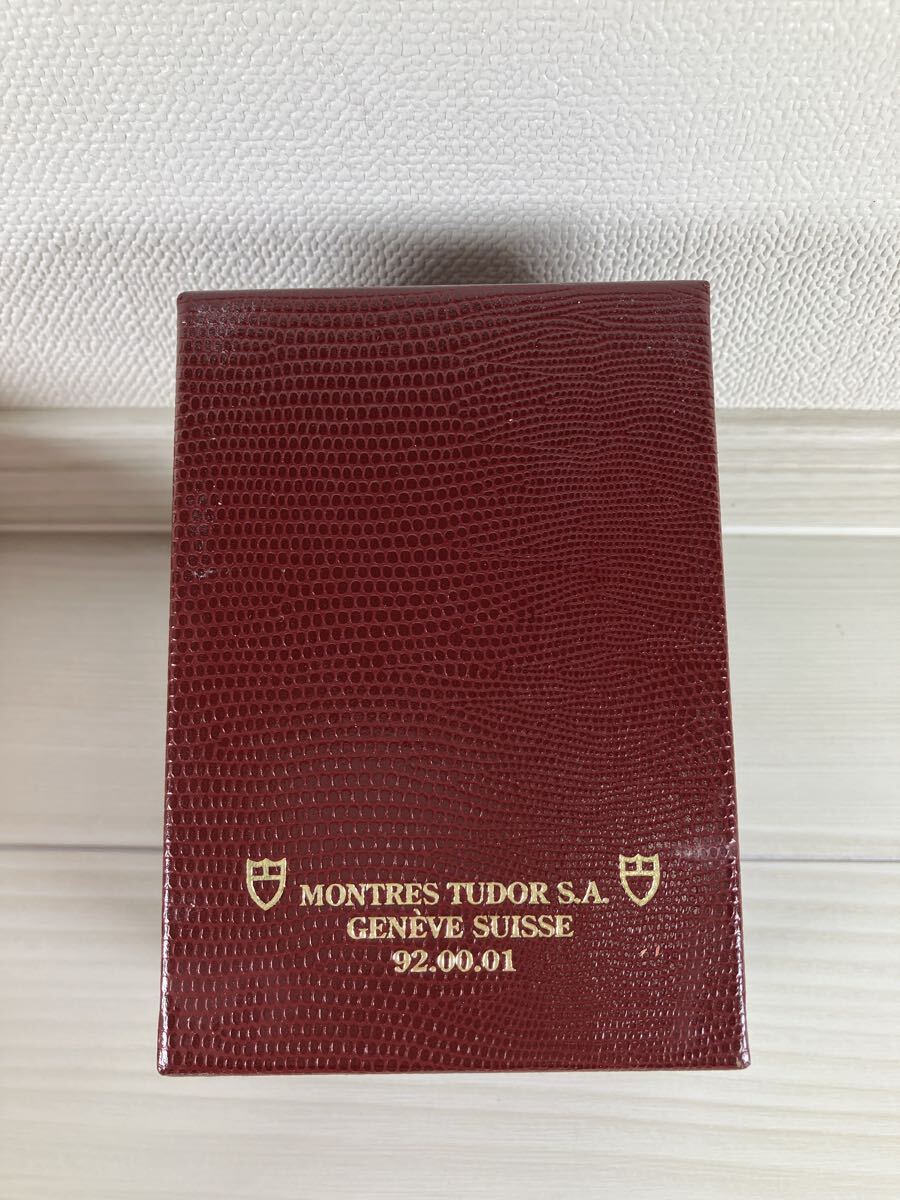 MONTRES TUDOR S.A.
GENÈVE SUISSE
92.00.01